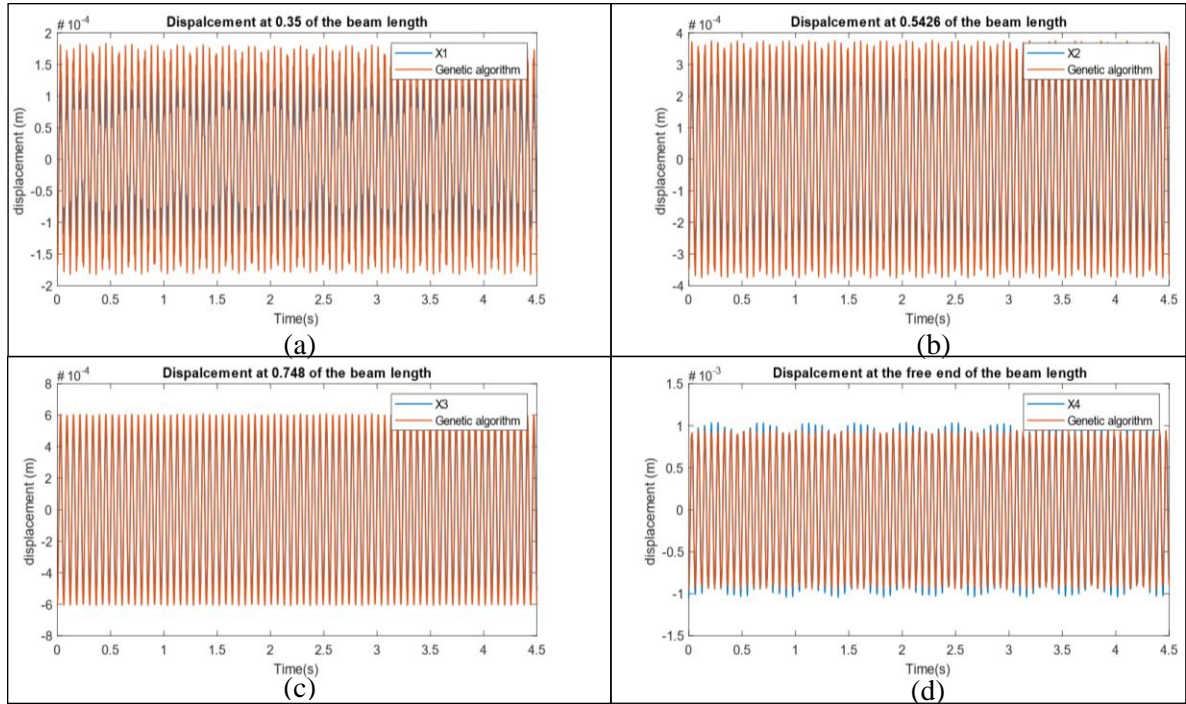 Dispalcement at 0.35 of the beam length
# 10-4
2
1.5
1
0.5
0
-0.5
-1
-1.5
-2
displacement (m)
X1
Genetic algorithm
0 0.5 1 1.5 2 2.5 3 3.5 4 4.5
Time(s)
(a)
Dispalcement at 0.5426 of the beam length
# 10-4
4
3
2
-4
0
-4
-2
-3
-4
displacement (m)
X2
Genetic algorithm
0 0.5 1 1.5 2 2.5 3 3.5 4 4.5
Time(s)
(b)
Dispalcement at 0.748 of the beam length
# 10-4
8
6
4
2
0
-2
-4
-6
-8
displacement (m)
X3
Genetic algorithm
0 0.5 1 1.5 2 2.5 3 3.5 4 4.5
Time(s)
(c)
Dispalcement at the free end of the beam length
# 10-3
1.5
1
0.5
0
-0.5
-1
-1.5
displacement (m)
X4
Genetic algorithm
0 0.5 1 1.5 2 2.5 3 3.5 4 4.5
Time(s)
(d)